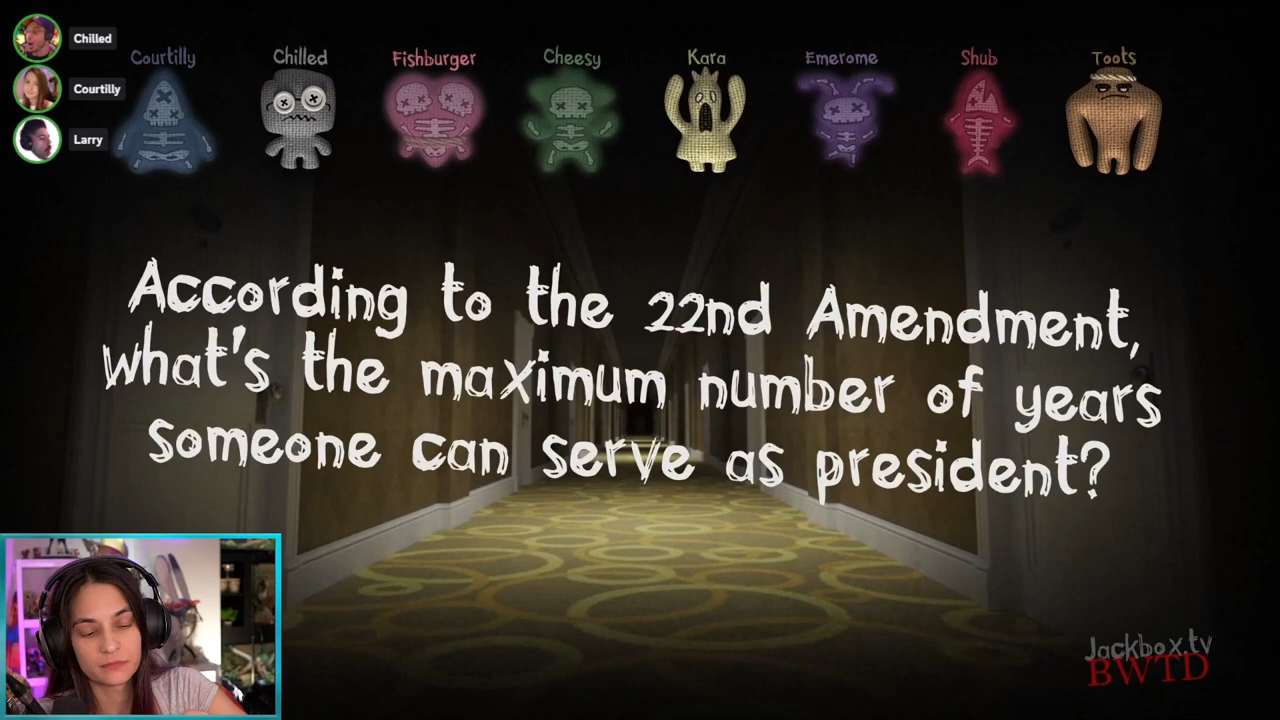 Chilled
Courtilly
Larry
Courtilly
Chilled
Fishburger
Cheesy
Kara
Emerome
Shub
Toots
According to the 22nd Amendment,
what's the maximum number of years
someone can serve as president?
Jackbox.tv
BWTD